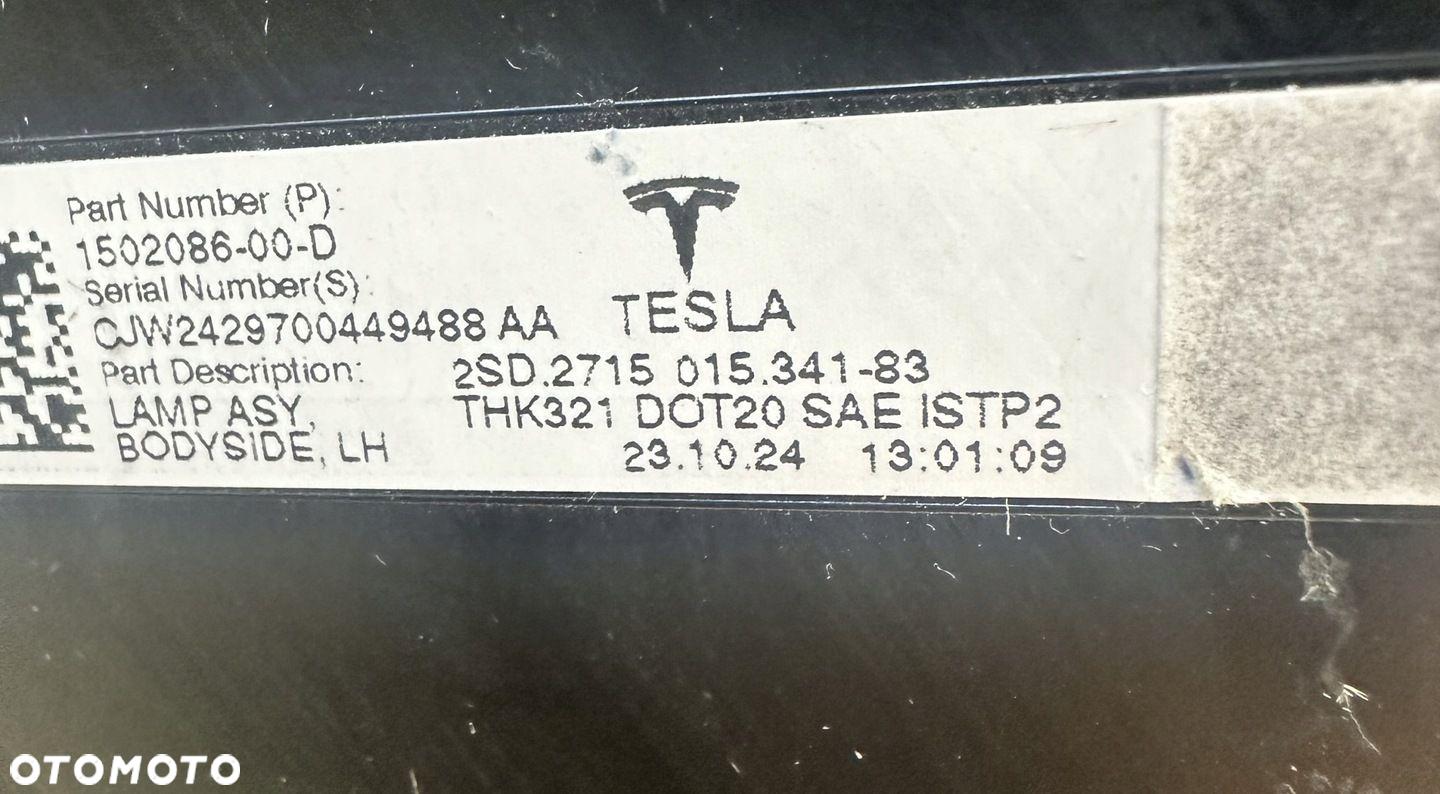 Part Number (P):
1502086-00-D
Serial Number(S):
CJW2429700449488 AA
Part Description:
LAMP ASY,
BODYSIDE, LH
TESLA
2SD.2715 015.341-83
THK321 DOT20 SAE ISTP2
23.10.24 13:01:09
OTOMOTO